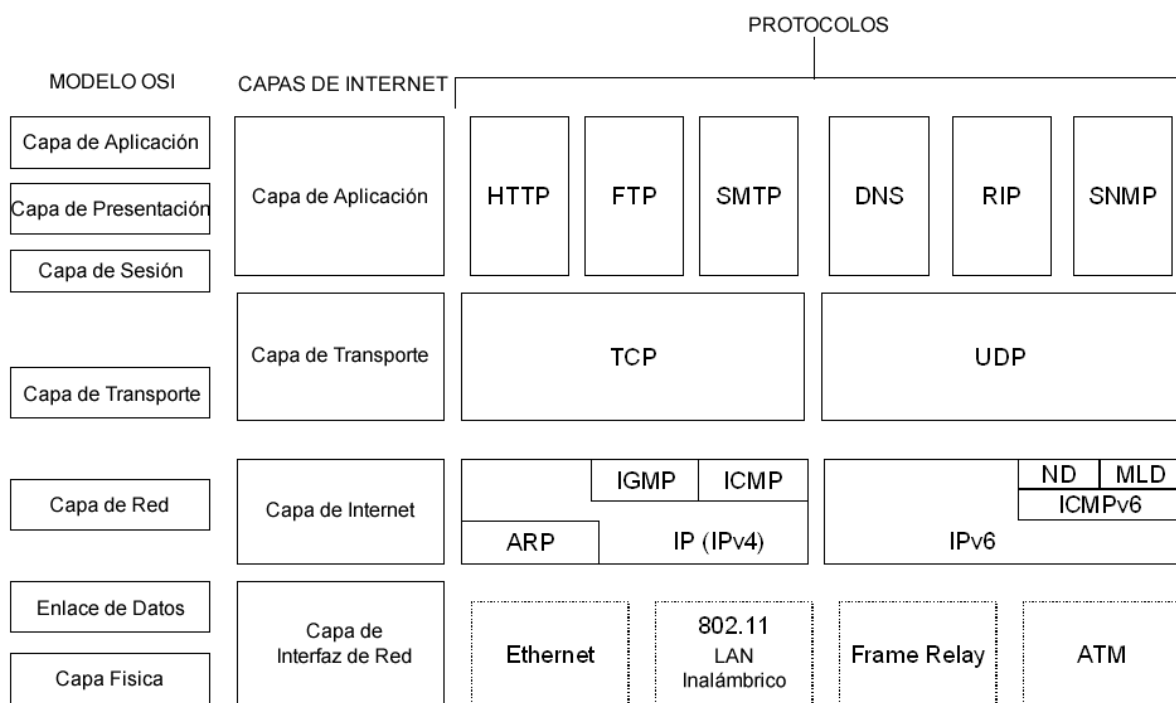 PROTOCOLOS
MODELO OSI
CAPAS DE INTERNET
Capa de Aplicación
Capa de Presentación
Capa de Sesión
Capa de Aplicación
HTTP
FTP
SMTP
DNS
RIP
SNMP
Capa de Transporte
Capa de Transporte
TCP
UDP
Capa de Red
Capa de Internet
IGMP
ICMP
ARP
IP (IPv4)
ND
MLD
ICMPv6
IPv6
Enlace de Datos
Capa Fisica
Capa de
Interfaz de Red
Ethernet
802.11
LAN
Inalámbrico
Frame Relay
ATM